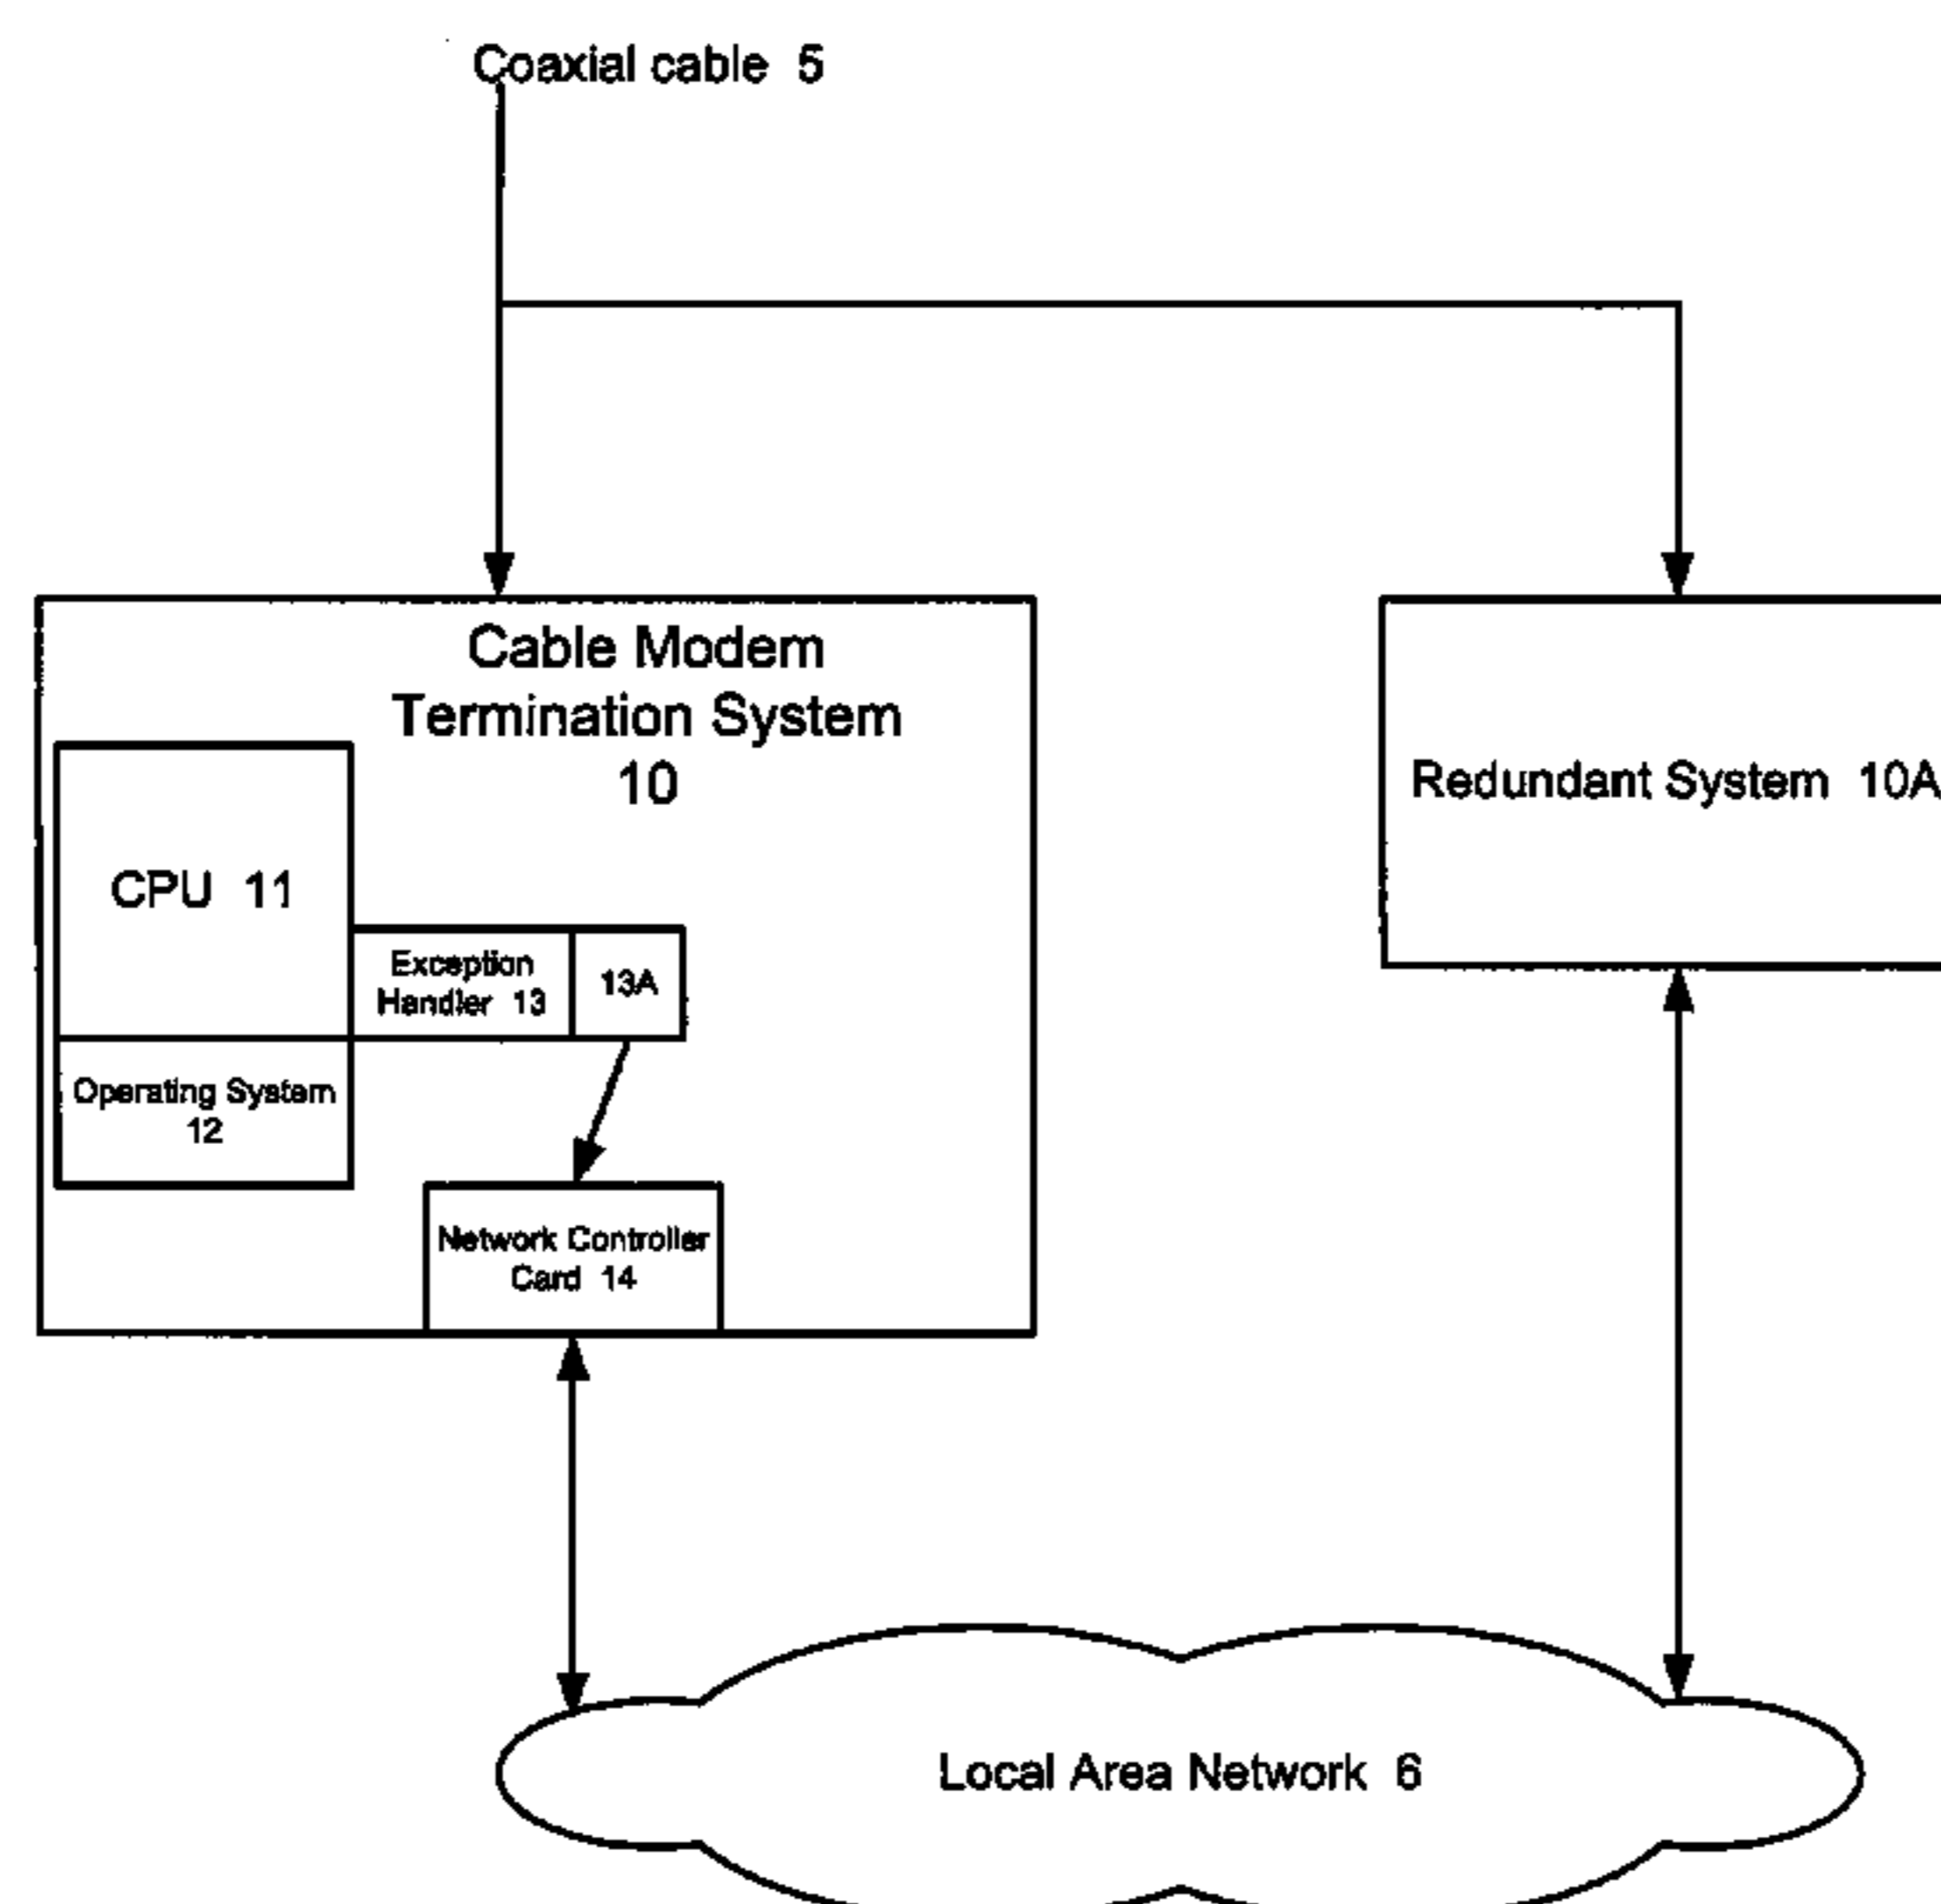 Coaxial cable 5
Cable Modem
Termination System
10
Redundant System 10A
CPU 11
Exception
Handler 13
13A
Operating System
12
Network Controller
Card 14
Local Area Network 6